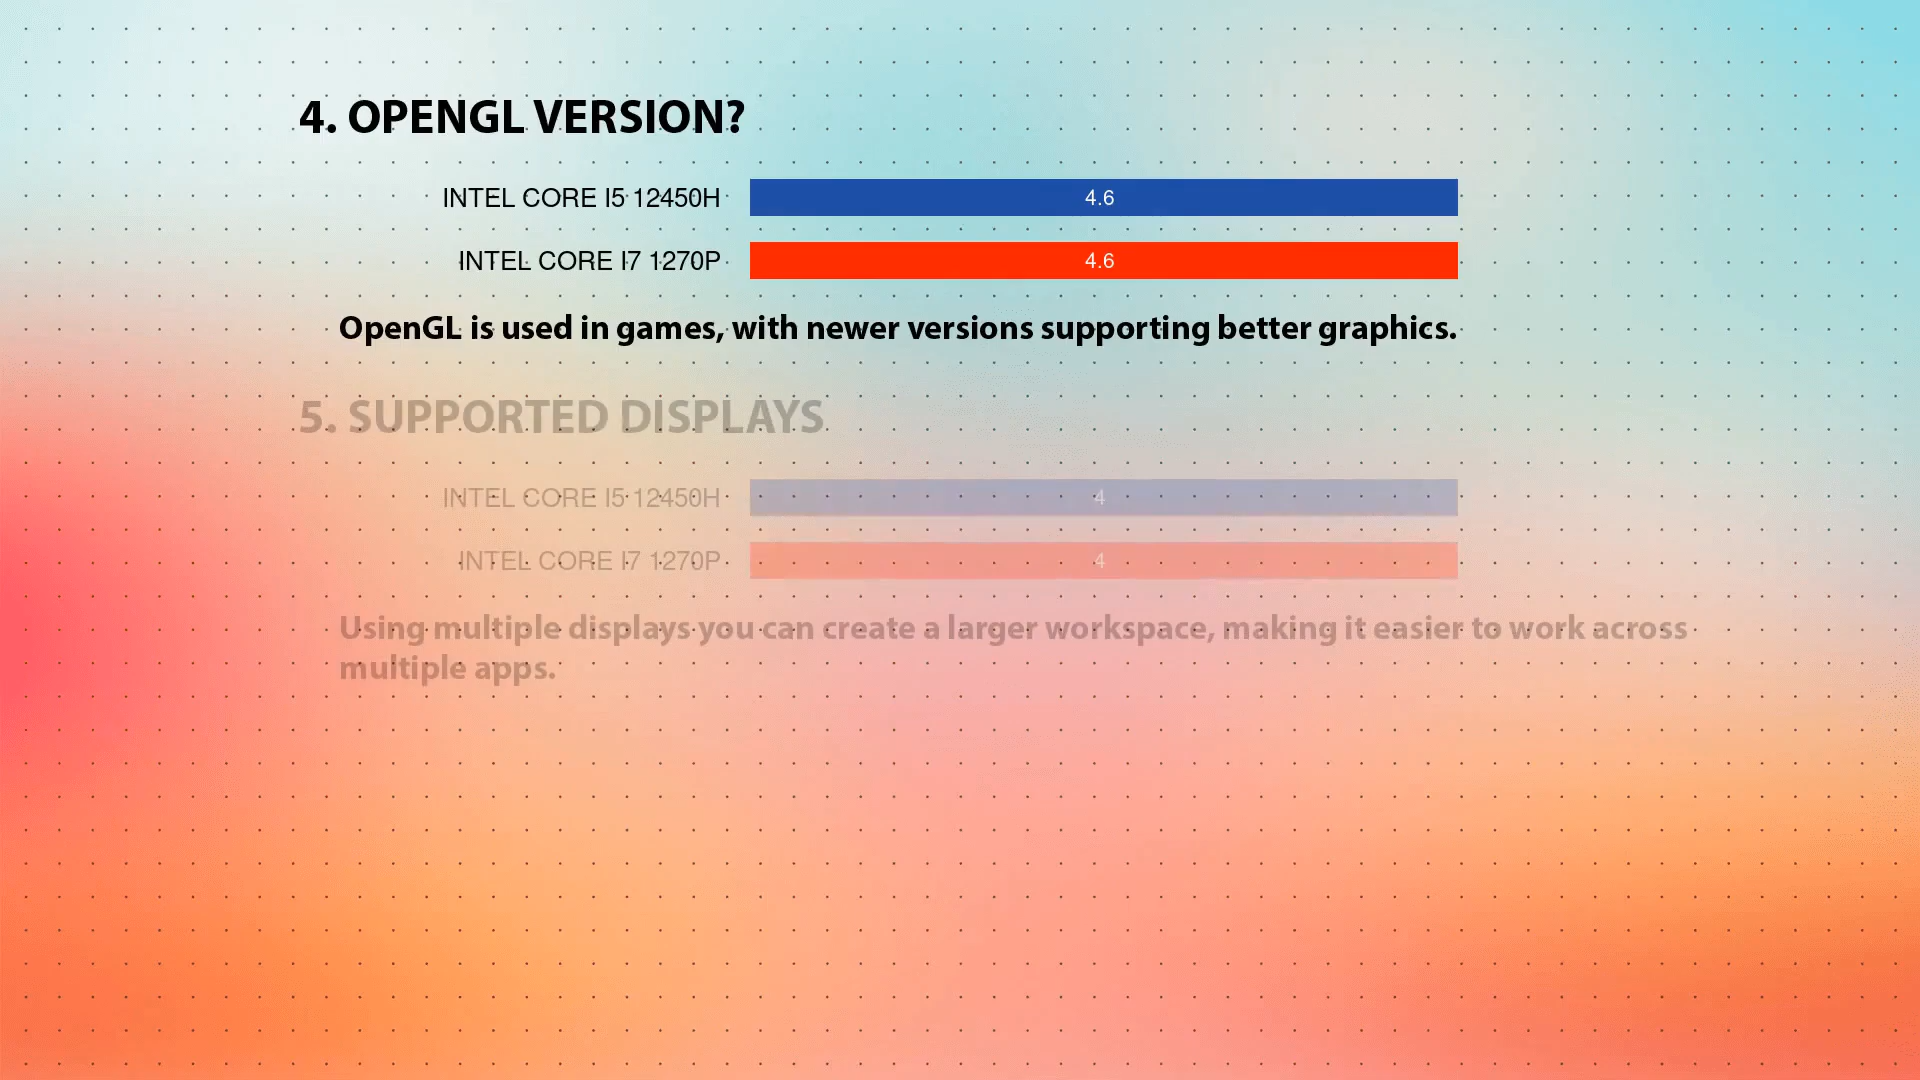 4. OPENGL VERSION?
INTEL CORE I5 12450H
4.6
INTEL CORE I7 1270P
4.6
OpenGL is used in games, with newer versions supporting better graphics.
5. SUPPORTED DISPLAYS
INTEL CORE I5 12450H
4
INTEL CORE I7 1270P
4
Using multiple displays you can create a larger workspace, making it easier to work across
multiple apps.